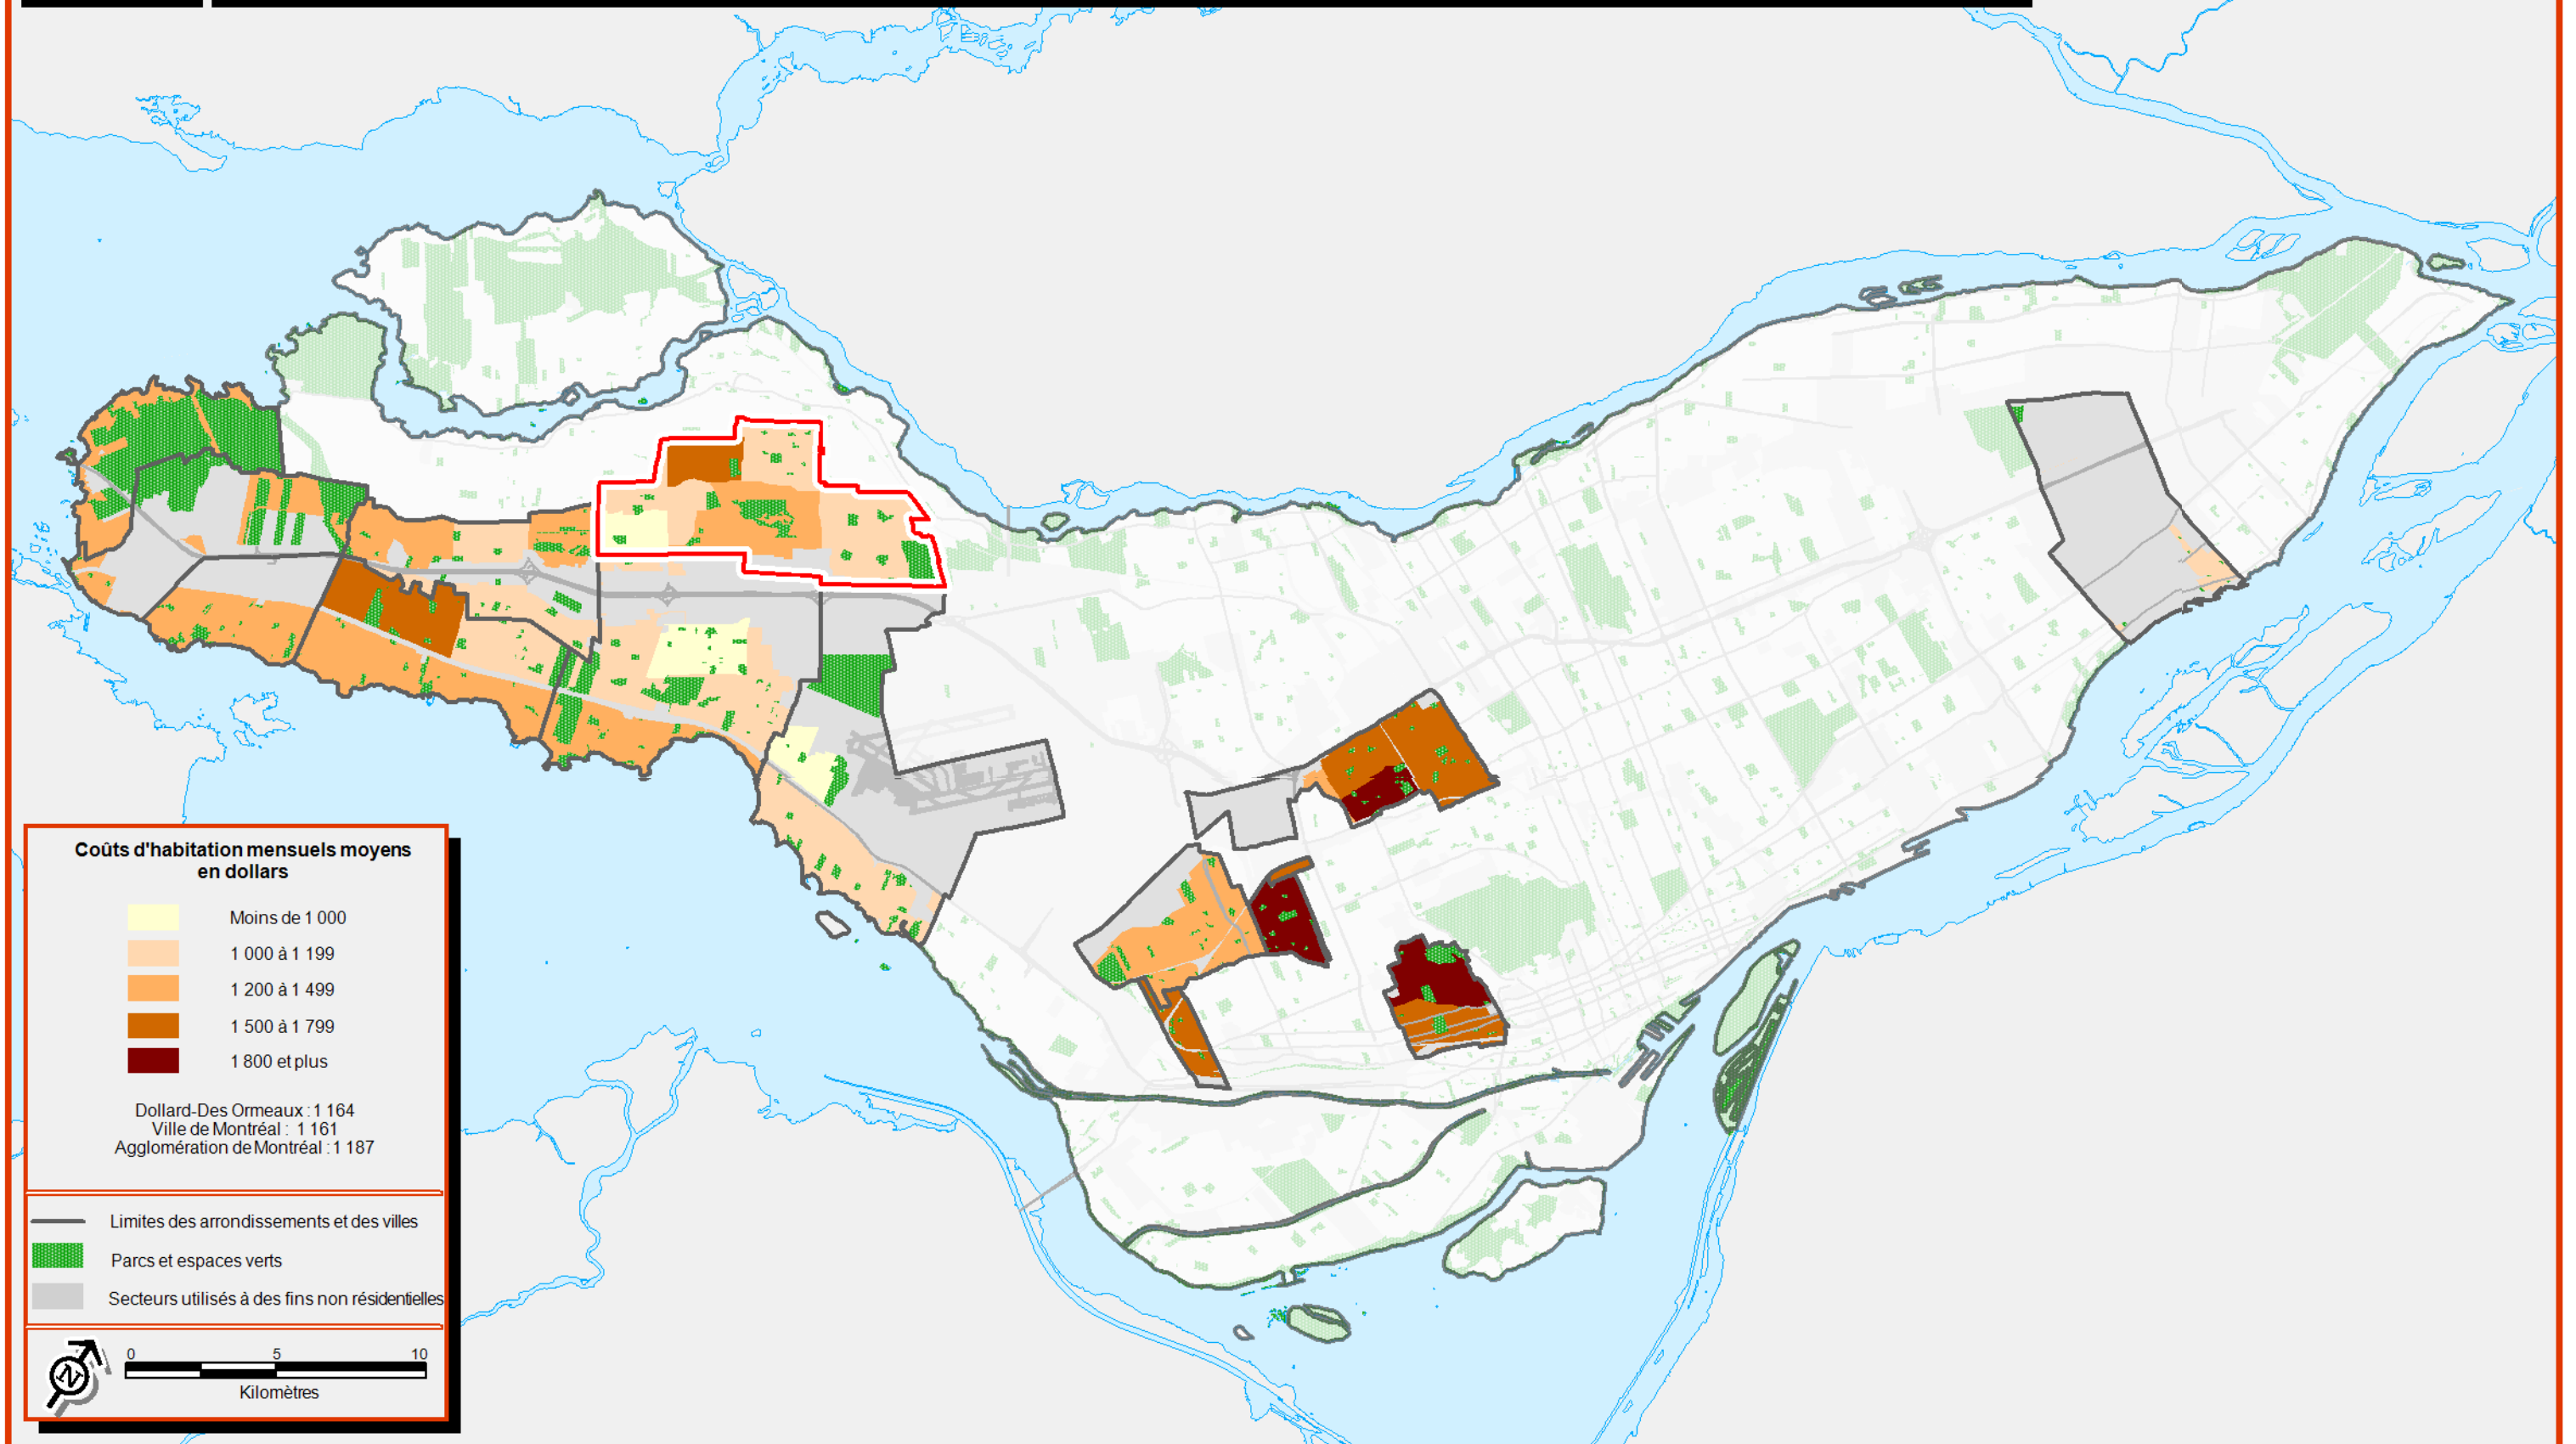 Coûts d'habitation mensuels moyens
en dollars
Moins de 1 000
1 000 à 1 199
1 200 à 1 499
1 500 à 1 799
1 800 et plus
Dollard-Des Ormeaux : 1 164
Ville de Montréal : 1 161
Agglomération de Montréal : 1 187
Limites des arrondissements et des villes
Parcs et espaces verts
Secteurs utilisés à des fins non résidentielles
N
0 5 10
Kilomètres